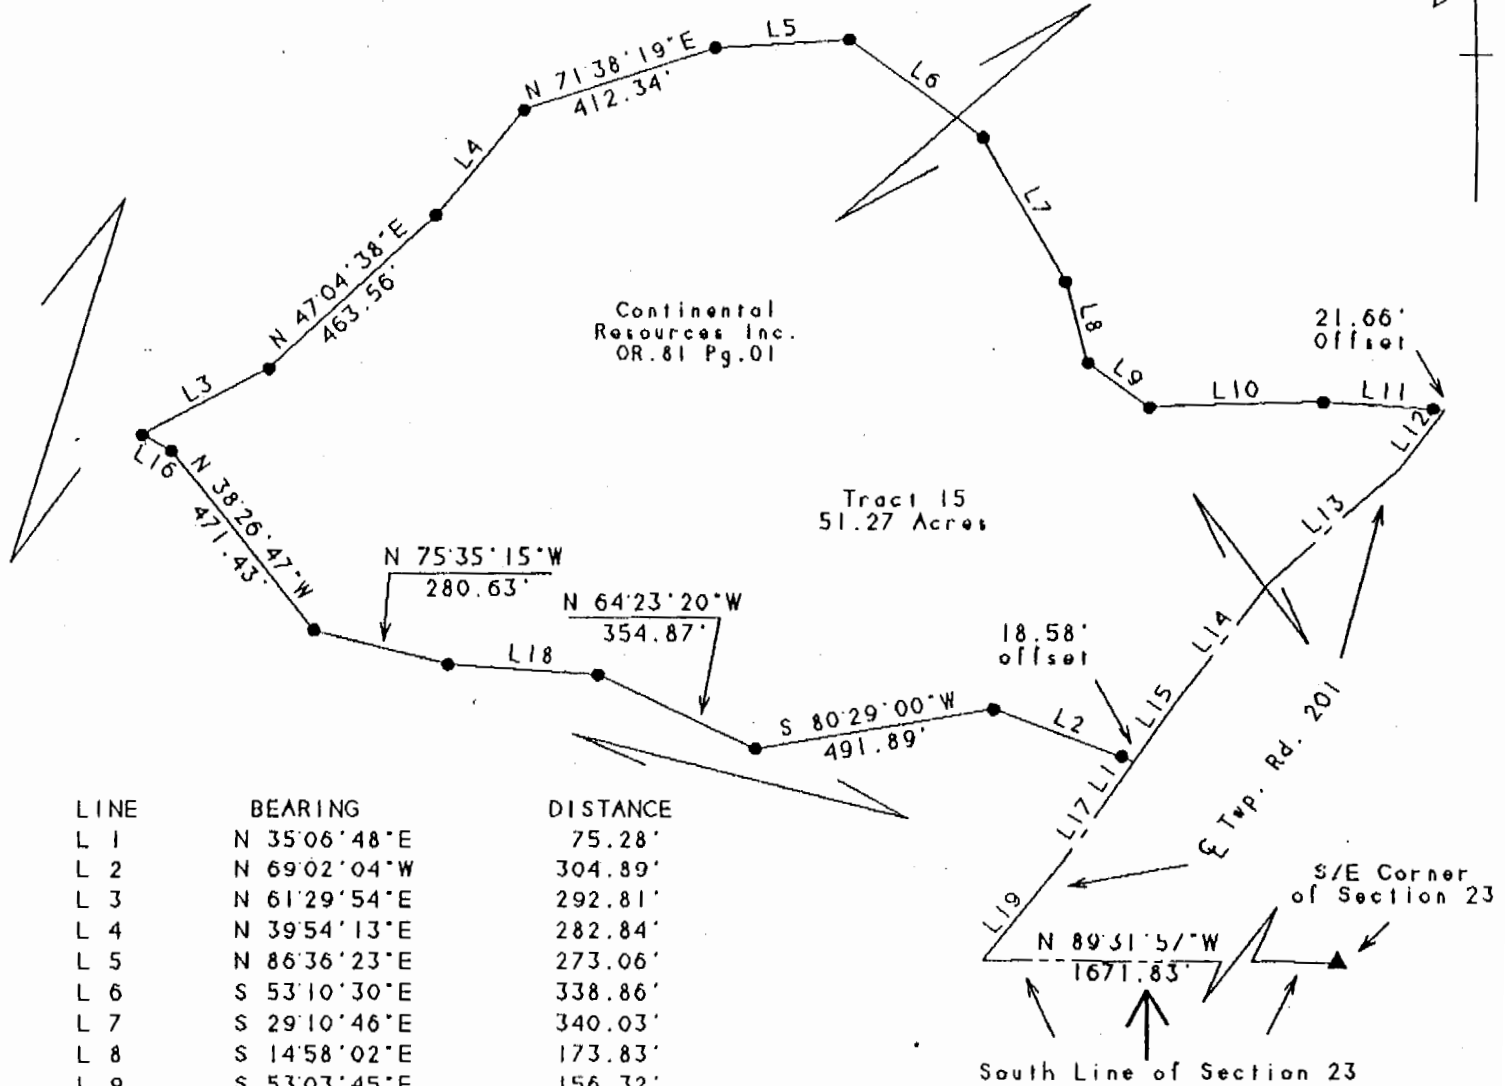 L5
N 71°38'19"E
412.34'
L6
L4
L7
N 47°04'38"E
463.56'
Continental
Resources Inc.
OR.81 Pg.01
L8
21.66'
Offset
L3
L9
L10
L11
L12
L16
N 38°26'47"W
471.43'
Tract 15
51.27 Acres
L13
N 75°35'15"W
280.63'
N 64°23'20"W
354.87'
L18
18.58'
offset
L14
S 80°29'00"W
491.89'
L2
L15
L1
L17
℄ Twp. Rd. 201
L19
S/E Corner
of Section 23
N 89°31'57"W
1671.83'
South Line of Section 23
LINE BEARING DISTANCE
L 1 N 35°06'48"E 75.28'
L 2 N 69°02'04"W 304.89'
L 3 N 61°29'54"E 292.81'
L 4 N 39°54'13"E 282.84'
L 5 N 86°36'23"E 273.06'
L 6 S 53°10'30"E 338.86'
L 7 S 29°10'46"E 340.03'
L 8 S 14°58'02"E 173.83'
L 9 S 53°03'45"E 156.32'